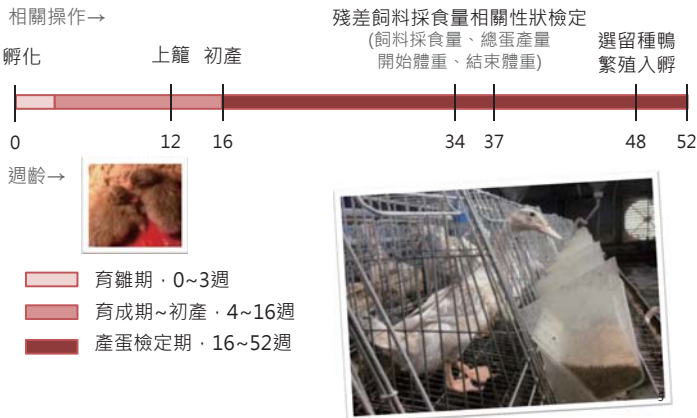 相關操作→
殘差飼料採食量相關性狀檢定
(飼料採食量、總蛋產量
開始體重、結束體重)
孵化
上籠
初產
選留種鴨
繁殖入孵
0
12
16
34
37
48
52
週齡→
育雛期，0~3週
育成期~初產，4~16週
產蛋檢定期，16~52週
9